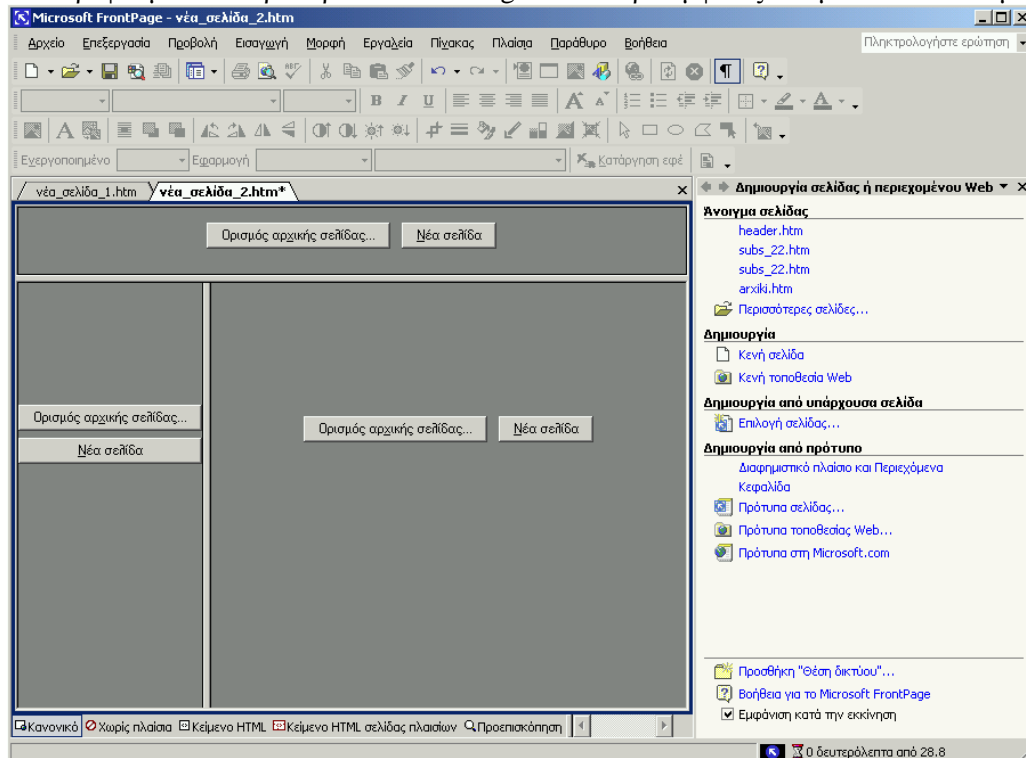 Microsoft FrontPage - νέα_σελίδα_2.htm
Αρχείο Επεξεργασία Προβολή Εισαγωγή Μορφή Εργαλεία Πίνακας Πλαίσια Παράθυρο Βοήθεια Πληκτρολογήστε ερώτηση
Ενεργοποιημένο Εφαρμογή Κατάργηση εφέ
νέα_σελίδα_1.htm νέα_σελίδα_2.htm*
Ορισμός αρχικής σελίδας... Νέα σελίδα
Ορισμός αρχικής σελίδας...
Νέα σελίδα
Ορισμός αρχικής σελίδας... Νέα σελίδα
Δημιουργία σελίδας ή περιεχομένου Web
Άνοιγμα σελίδας
header.htm
subs_22.htm
subs_22.htm
arxiki.htm
Περισσότερες σελίδες...
Δημιουργία
Κενή σελίδα
Κενή τοποθεσία Web
Δημιουργία από υπάρχουσα σελίδα
Επιλογή σελίδας...
Δημιουργία από πρότυπο
Διαφημιστικό πλαίσιο και Περιεχόμενα
Κεφαλίδα
Πρότυπα σελίδας...
Πρότυπα τοποθεσίας Web...
Πρότυπα στη Microsoft.com
Προσθήκη "Θέση δικτύου"...
Βοήθεια για το Microsoft FrontPage
Εμφάνιση κατά την εκκίνηση
Κανονικό Χωρίς πλαίσια Κείμενο HTML Κείμενο HTML σελίδας πλαισίων Προεπισκόπηση
0 δευτερόλεπτα από 28.8